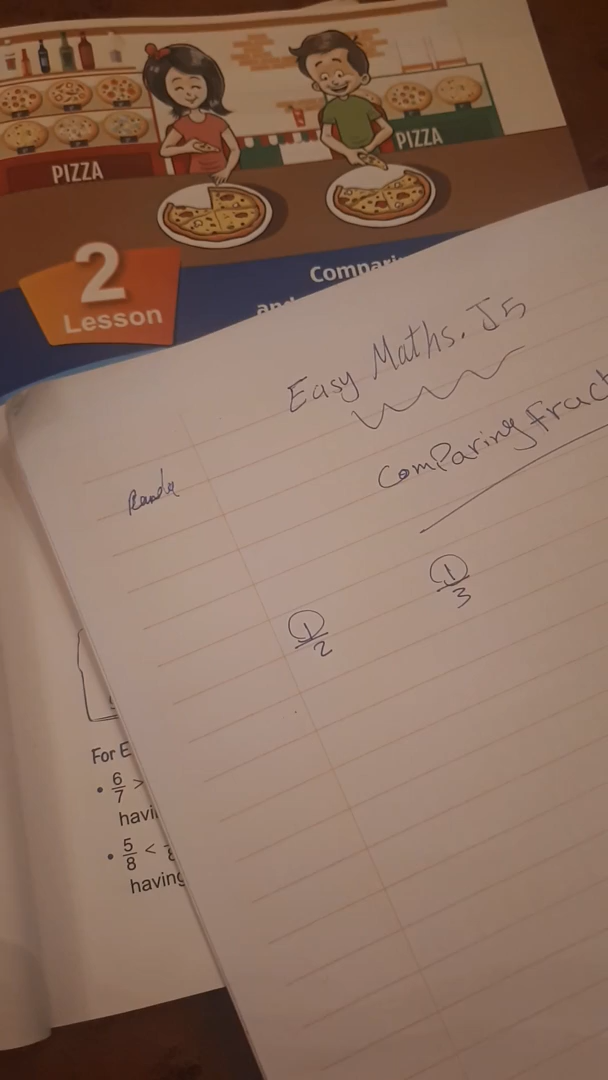 PIZZA
PIZZA
2
Lesson
Easy Maths. J5
Comparing Fract
1/2
1/3
For E
• 6/7 >
havi
• 5/8 <
having